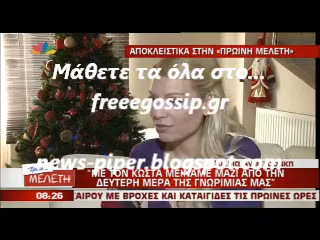 ΑΠΟΚΛΕΙΣΤΙΚΑ ΣΤΗΝ «ΠΡΩΙΝΗ ΜΕΛΕΤΗ»
Μάθετε τα όλα στο...
freeegossip.gr
news-piper.blogspot
"ΜΕ ΤΟΝ ΚΩΣΤΑ ΜΕΙΝΑΜΕ ΜΑΖΙ ΑΠΟ ΤΗΝ
ΔΕΥΤΕΡΗ ΜΕΡΑ ΤΗΣ ΓΝΩΡΙΜΙΑΣ ΜΑΣ"
ΜΕΛΕΤΗ
08:26
ΑΙΡΟΥ ΜΕ ΒΡΟΧΕΣ ΚΑΙ ΚΑΤΑΙΓΙΔΕΣ ΤΙΣ ΠΡΩΙΝΕΣ ΩΡΕΣ